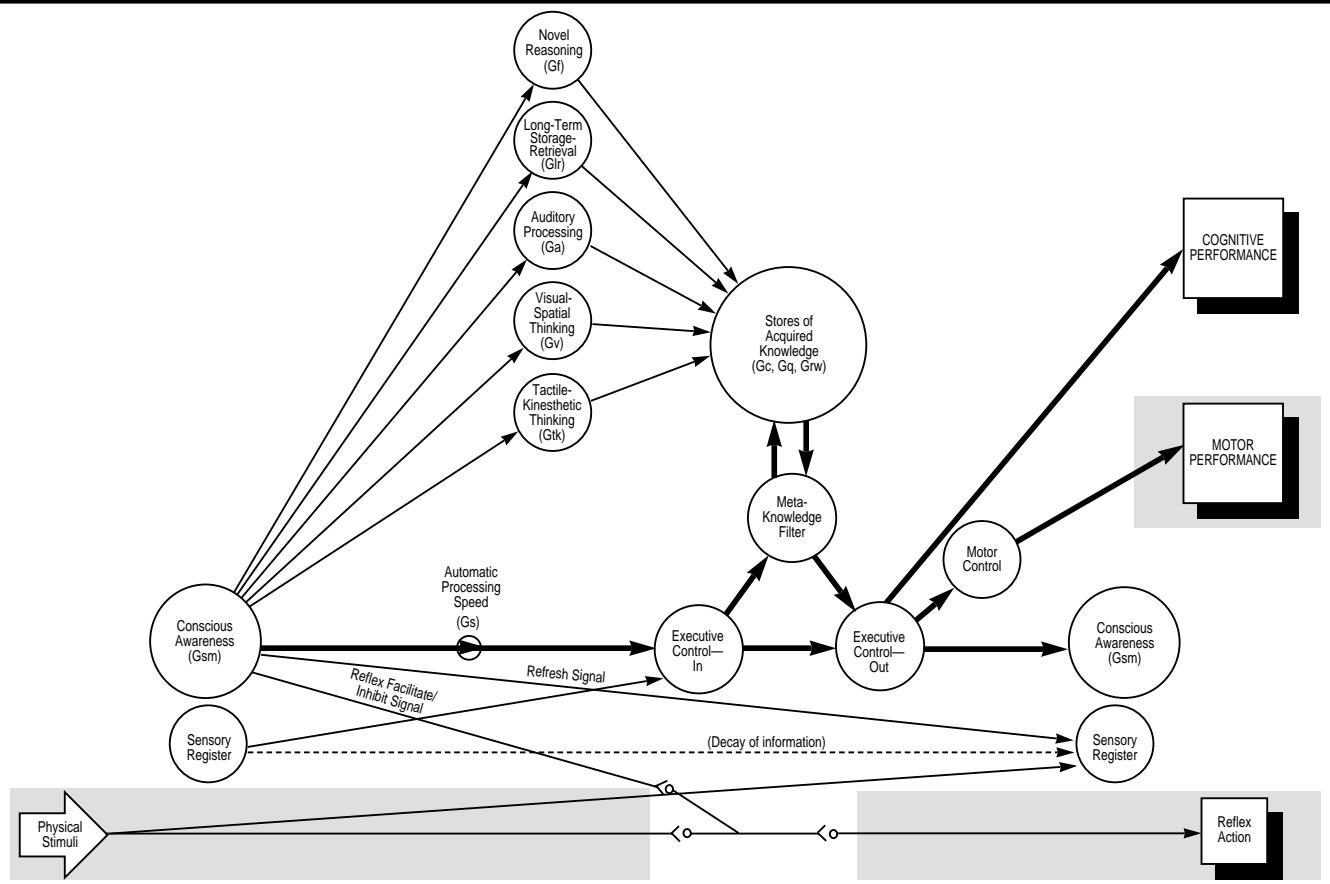 Novel
Reasoning
(Gf)
Long-Term
Storage-
Retrieval
(Glr)
Auditory
Processing
(Ga)
Visual-
Spatial
Thinking
(Gv)
Tactile-
Kinesthetic
Thinking
(Gtk)
Stores of
Acquired
Knowledge
(Gc, Gq, Grw)
COGNITIVE
PERFORMANCE
MOTOR
PERFORMANCE
Meta-
Knowledge
Filter
Motor
Control
Automatic
Processing
Speed
(Gs)
Conscious
Awareness
(Gsm)
Executive
Control—
In
Executive
Control—
Out
Conscious
Awareness
(Gsm)
Refresh Signal
Reflex Facilitate/
Inhibit Signal
Sensory
Register
(Decay of information)
Sensory
Register
Physical
Stimuli
Reflex
Action